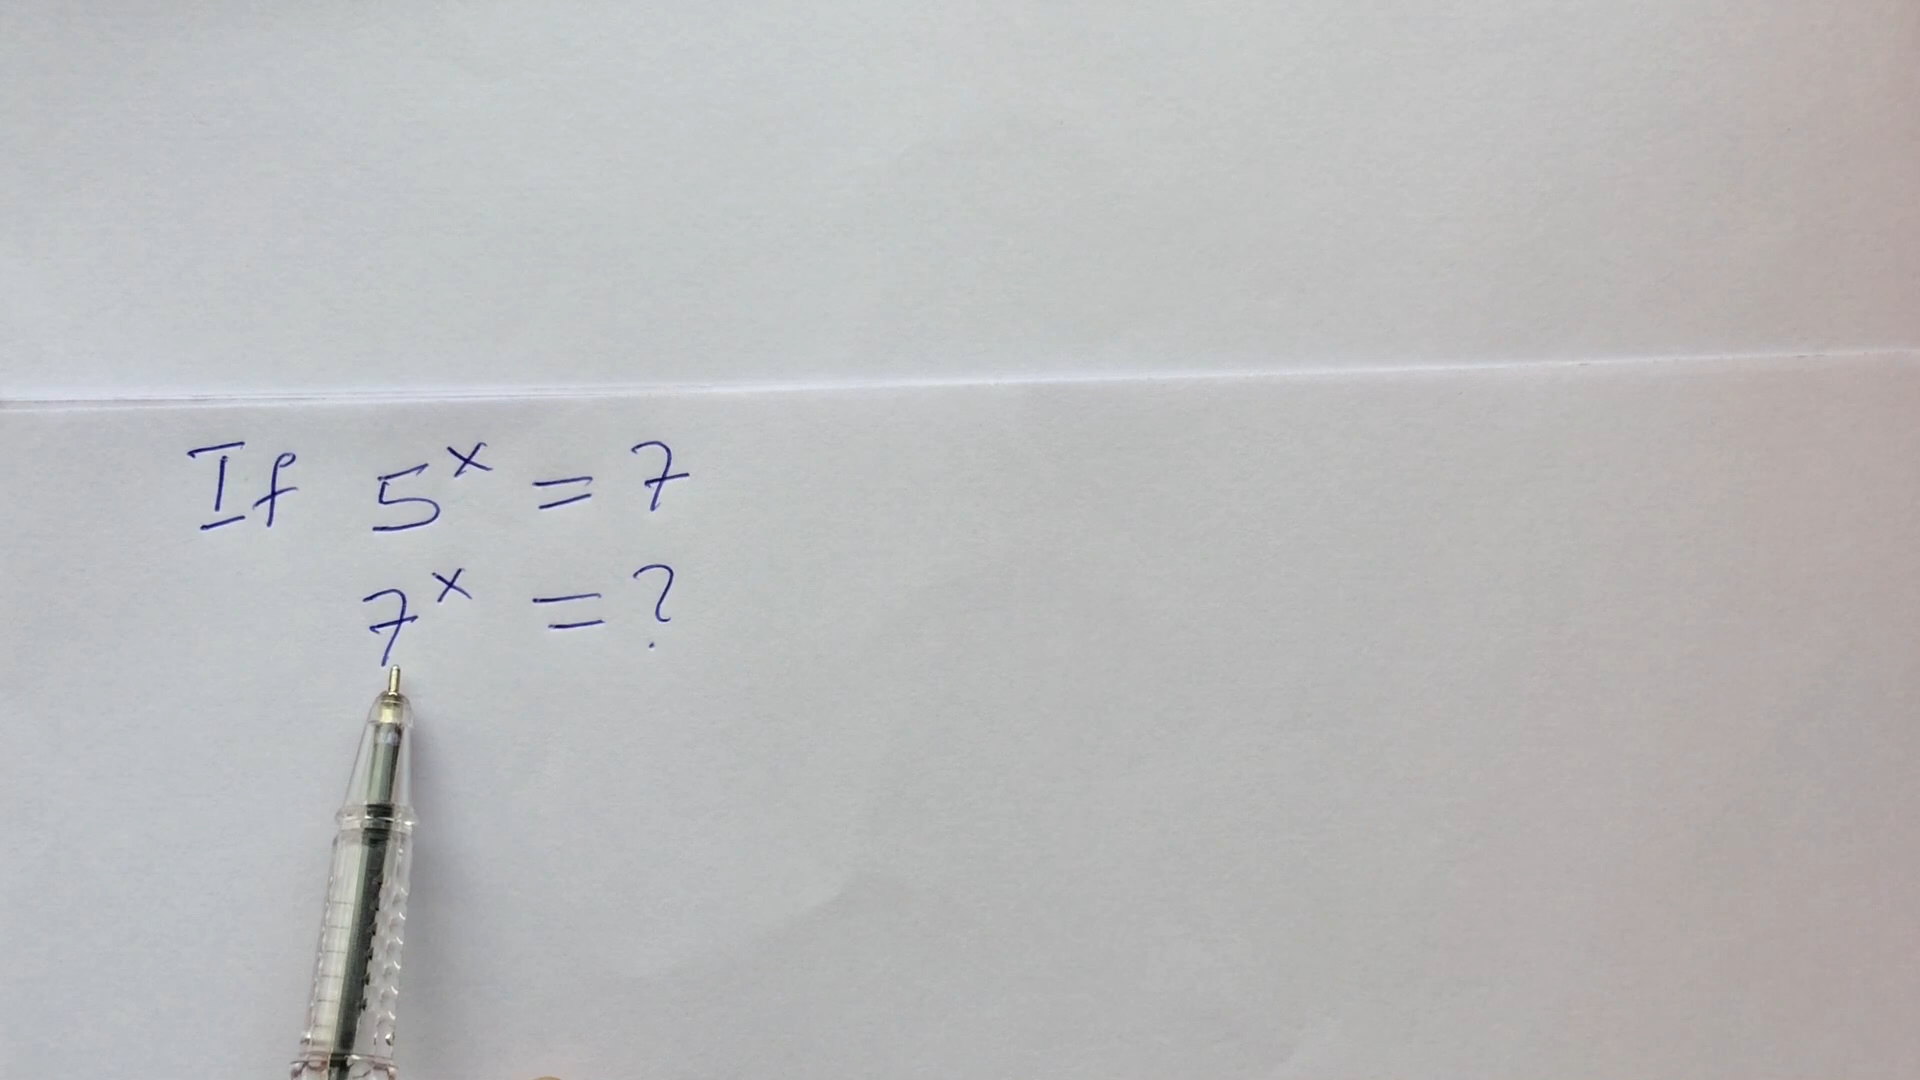 If 5^x = 7
7^x = ?